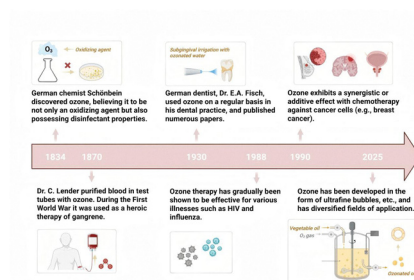 O₃
Oxidizing agent
Subgingival irrigation with
ozonated water
German chemist Schönbein
discovered ozone, believing it to be
not only an oxidizing agent but also
possessing disinfectant properties.
German dentist, Dr. E.A. Fisch,
used ozone on a regular basis in
his dental practice, and published
numerous papers.
Ozone exhibits a synergistic or
additive effect with chemotherapy
against cancer cells (e.g., breast
cancer).
1834
1870
1930
1988
1990
2025
Dr. C. Lender purified blood in test
tubes with ozone. During the First
World War it was used as a heroic
therapy of gangrene.
Ozone therapy has gradually been
shown to be effective for various
illnesses such as HIV and
influenza.
Ozone has been developed in the
form of ultrafine bubbles, etc., and
has diversified fields of application.
Vegetable oil
O₃ gas